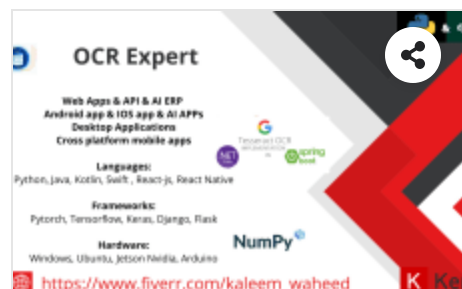 OCR Expert
Web Apps & API & AI ERP
Android app & IOS app & AI APPs
Desktop Applications
Cross platform mobile apps
Tesseract OCR
.NET
spring
boot
Languages:
Python, Java, Kotlin, Swift , React-js, React Native
Frameworks:
Pytorch, Tensorflow, Keras, Django, Flask
NumPy
Hardware:
Windows, Ubuntu, Jetson Nvidia, Arduino
https://www.fiverr.com/kaleem_waheed
K Ke
&